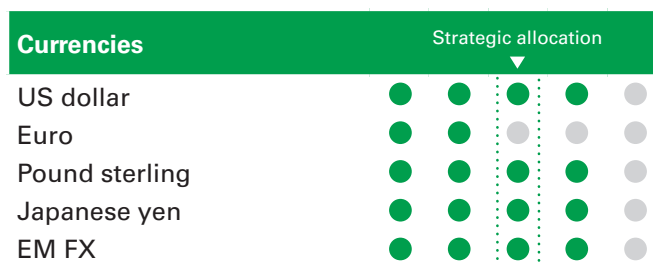 Currencies Strategic allocation
US dollar
Euro
Pound sterling
Japanese yen
EM FX